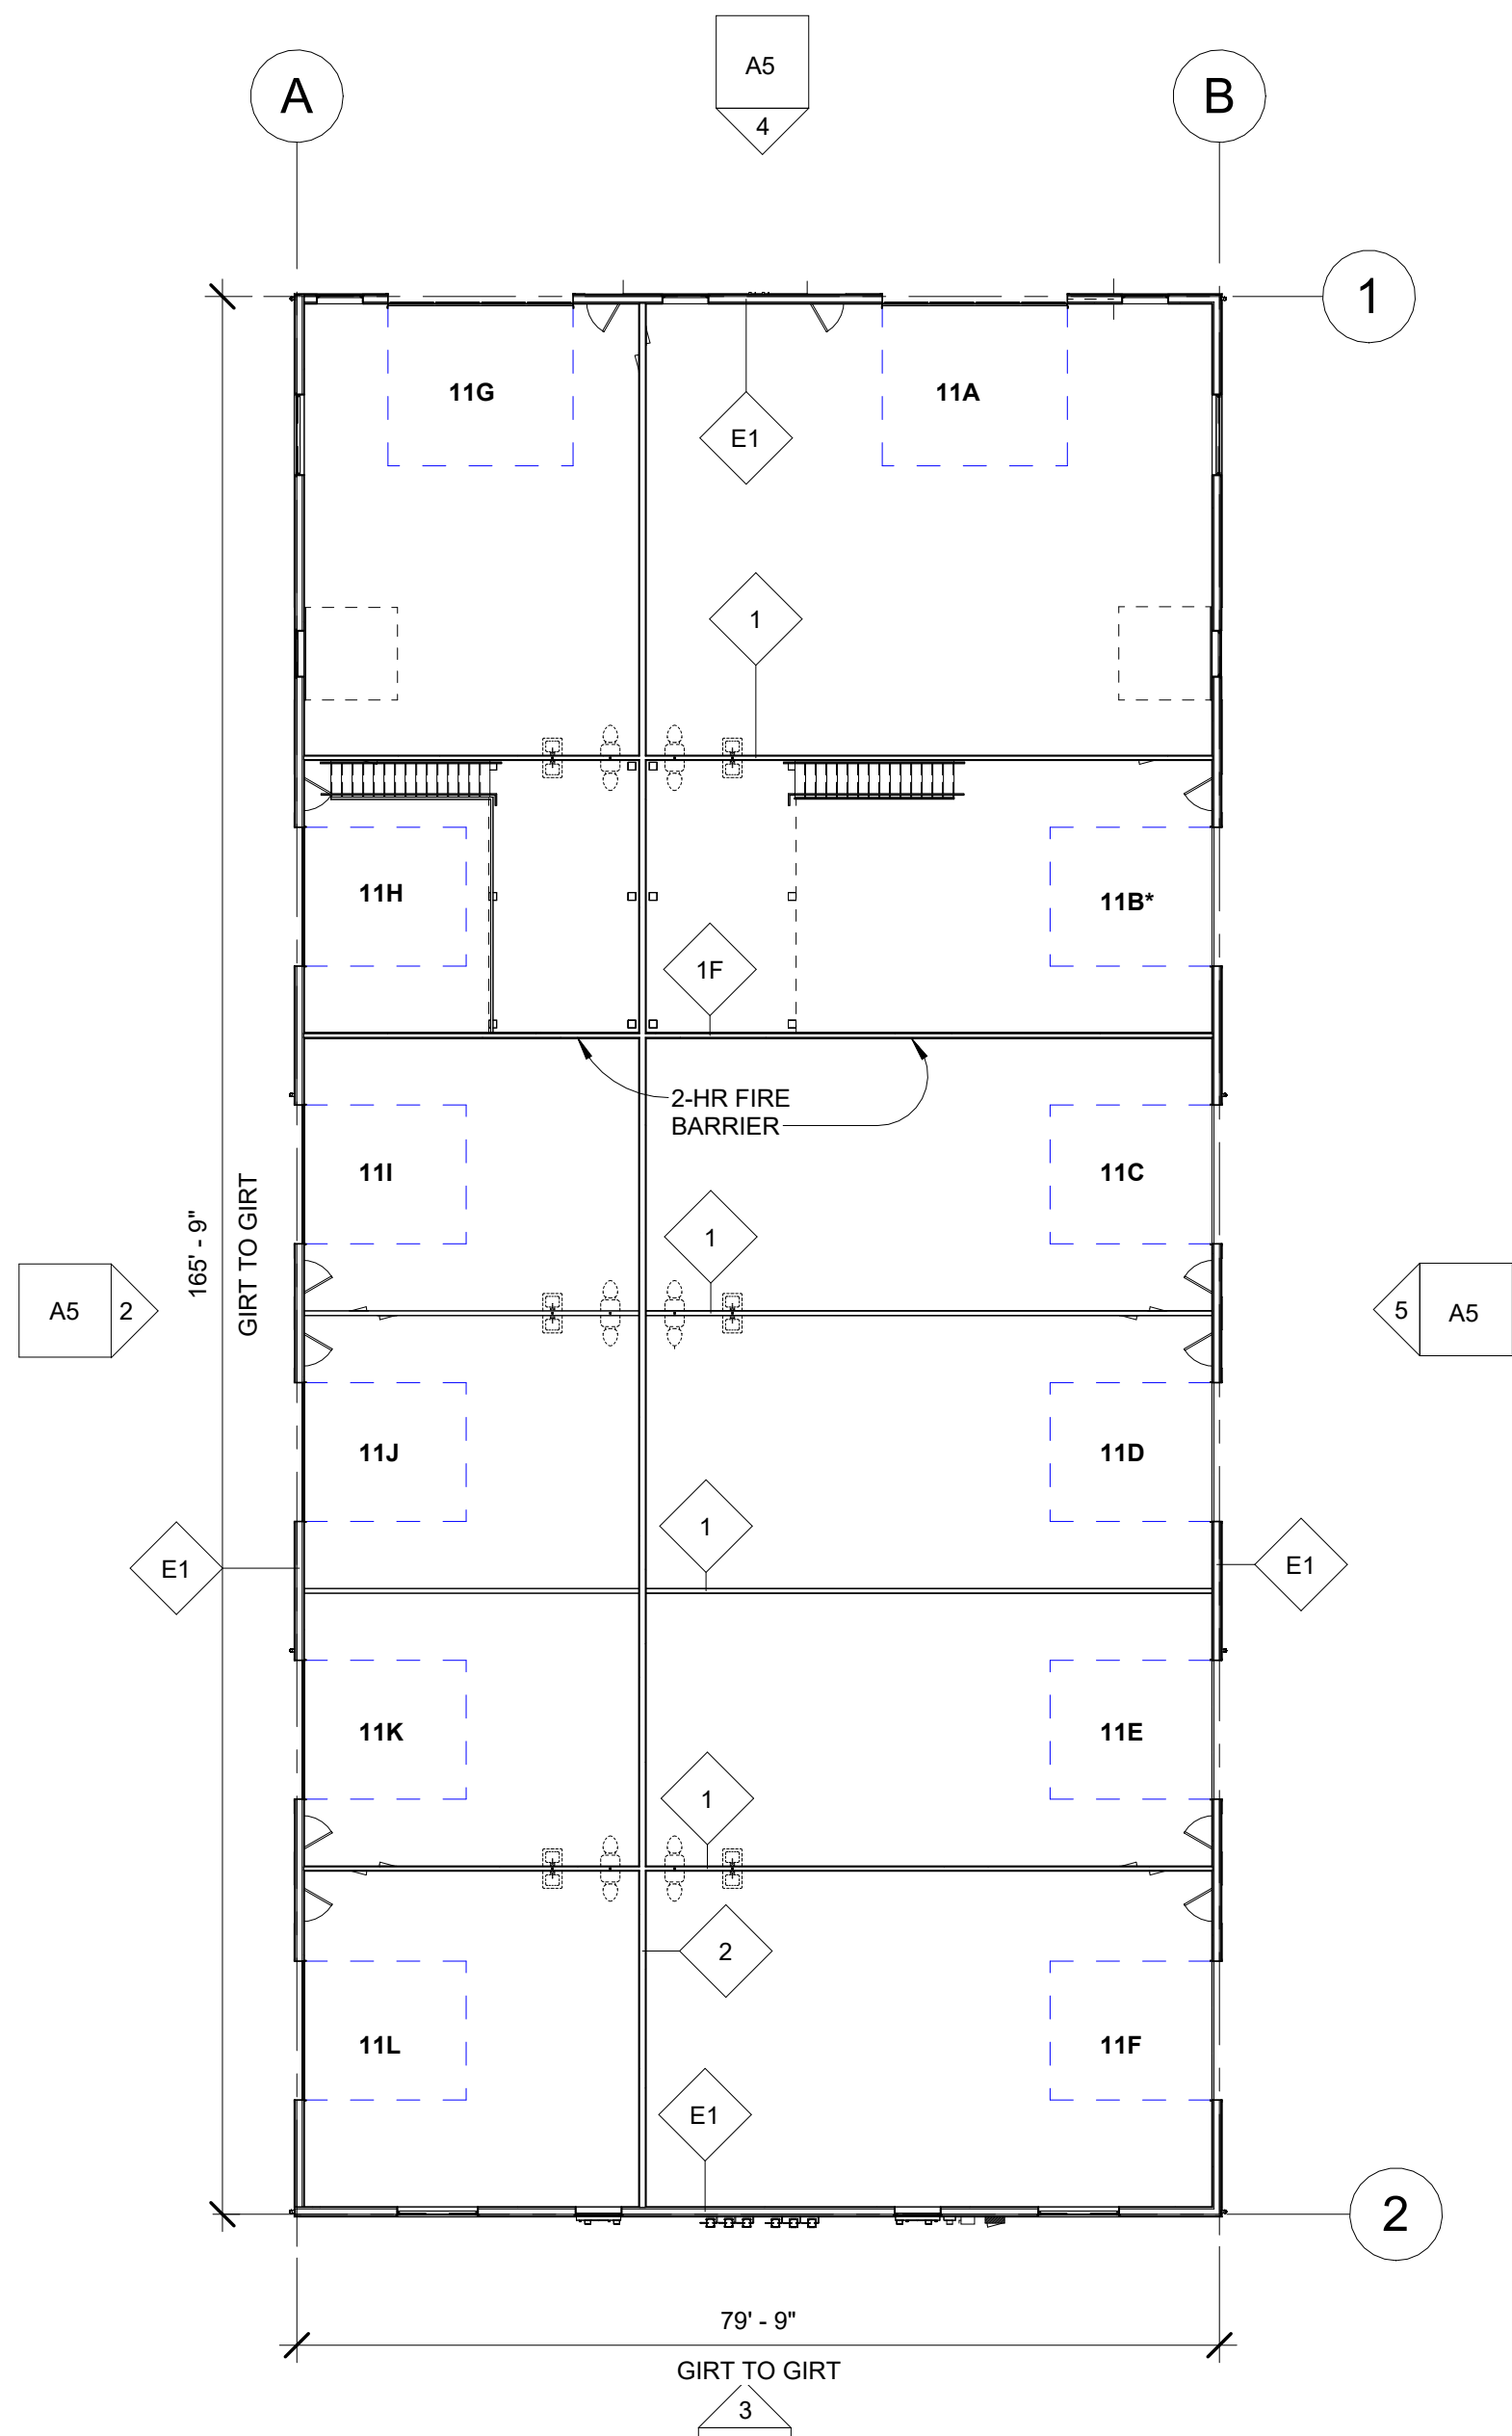 A5
4
A
B
1
11G
11A
E1
1
11H
11B*
1F
2-HR FIRE
BARRIER
11I
11C
165' - 9"
GIRT TO GIRT
1
A5
2
5
A5
11J
11D
1
E1
E1
11K
11E
1
2
11L
11F
E1
2
79' - 9"
GIRT TO GIRT
3